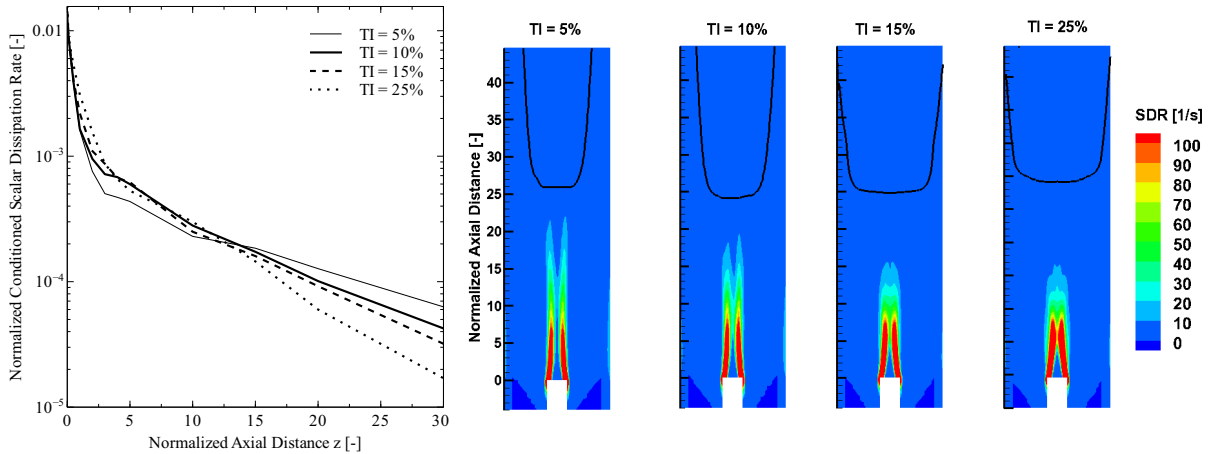 0.01
10⁻³
10⁻⁴
10⁻⁵
Normalized Conditioned Scalar Dissipation Rate [-]
TI = 5%
TI = 10%
TI = 15%
TI = 25%
0 5 10 15 20 25 30
Normalized Axial Distance z [-]
TI = 5%
TI = 10%
TI = 15%
TI = 25%
Normalized Axial Distance [-]
40
35
30
25
20
15
10
5
0
SDR [1/s]
100
90
80
70
60
50
40
30
20
10
0